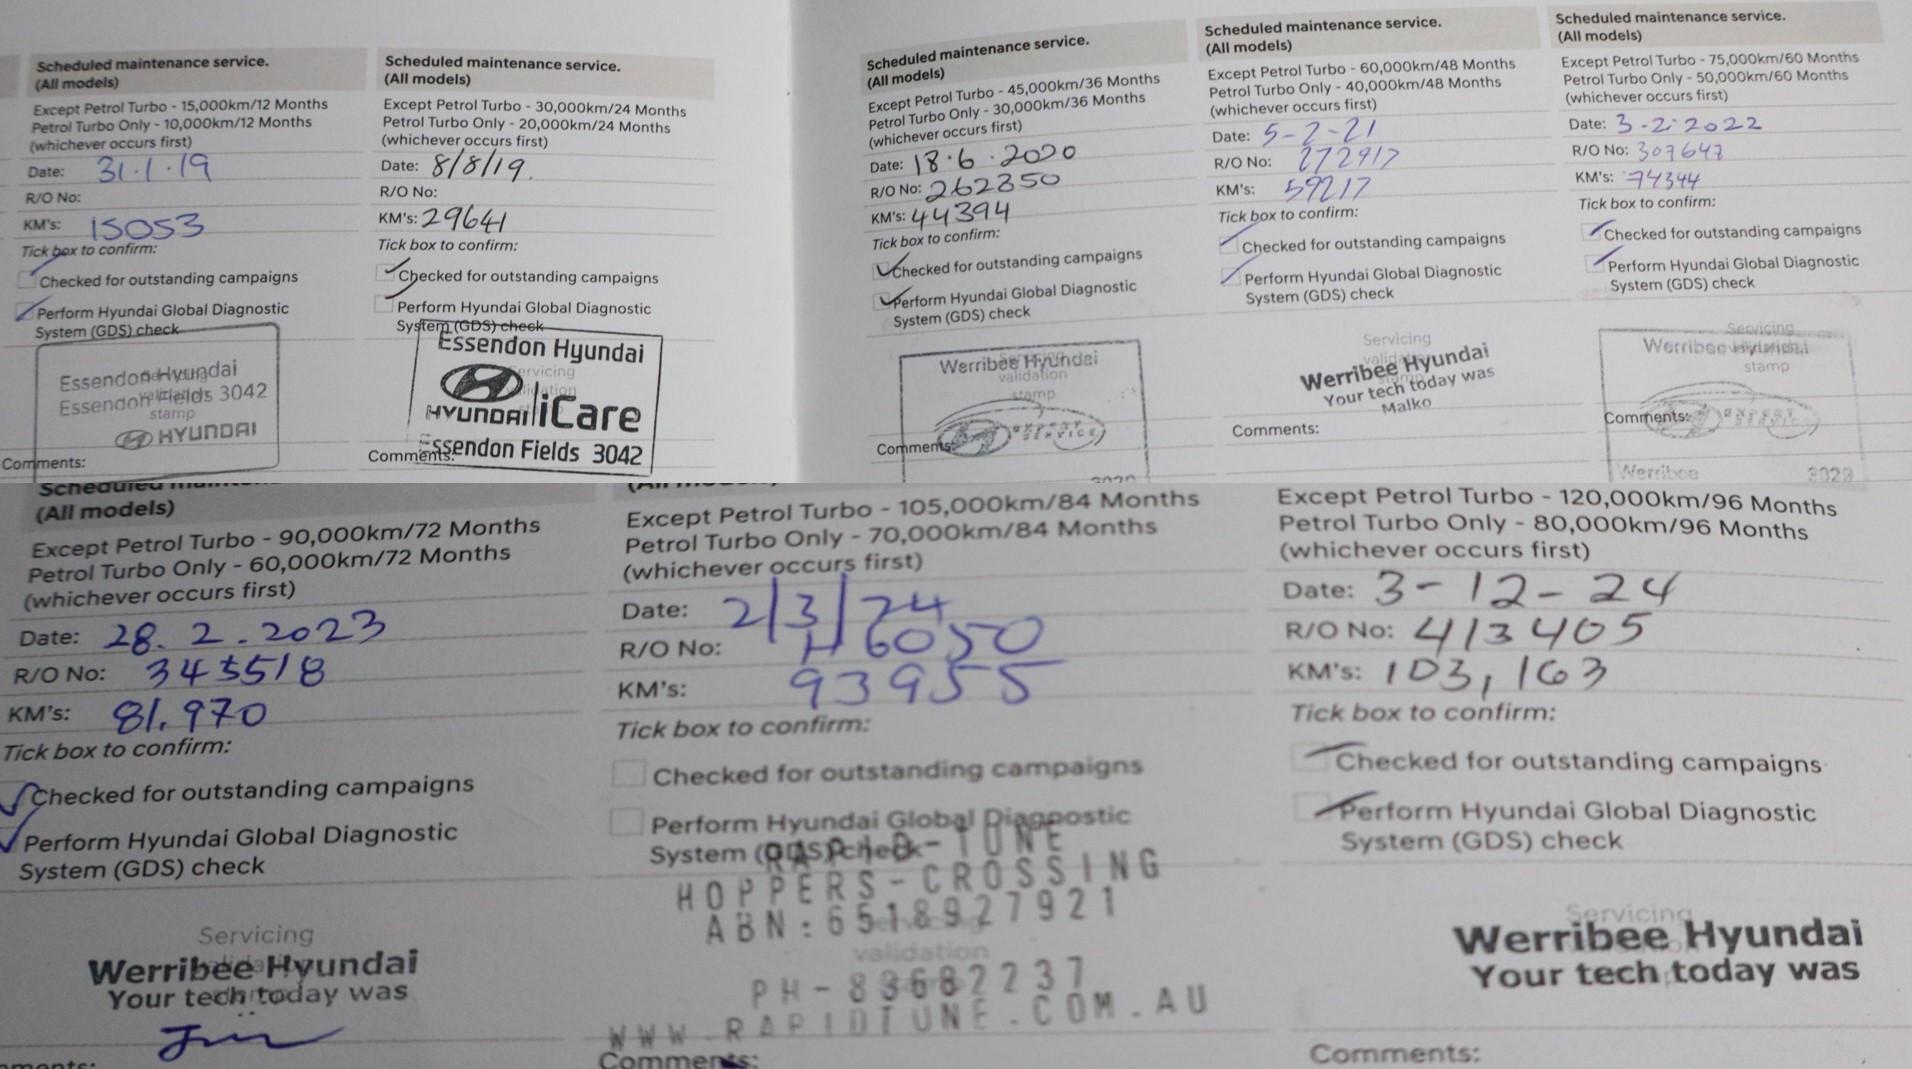 Scheduled maintenance service.
(All models)
Except Petrol Turbo - 15,000km/12 Months
Petrol Turbo Only - 10,000km/12 Months
(whichever occurs first)
Date: 31.1.19
R/O No:
KM's: 15053
Tick box to confirm:
Checked for outstanding campaigns
Perform Hyundai Global Diagnostic
System (GDS) check
Essendon Hyundai
Essendon Fields 3042
stamp
HYUNDAI
Comments:
Scheduled maintenance service.
(All models)
Except Petrol Turbo - 30,000km/24 Months
Petrol Turbo Only - 20,000km/24 Months
(whichever occurs first)
Date: 8/8/19.
R/O No:
KM's: 29641
Tick box to confirm:
Checked for outstanding campaigns
Perform Hyundai Global Diagnostic
System (GDS) check
Essendon Hyundai
Servicing
HYUNDAI iCare
Essendon Fields 3042
Comments:
Scheduled maintenance service.
(All models)
Except Petrol Turbo - 45,000km/36 Months
Petrol Turbo Only - 30,000km/36 Months
(whichever occurs first)
Date: 18.6.2020
R/O No: 262350
KM's: 44394
Tick box to confirm:
Checked for outstanding campaigns
Perform Hyundai Global Diagnostic
System (GDS) check
Werribee Hyundai
validation
stamp
EXPERT
SERVICE
Comments:
Scheduled maintenance service.
(All models)
Except Petrol Turbo - 60,000km/48 Months
Petrol Turbo Only - 40,000km/48 Months
(whichever occurs first)
Date: 5-2-21
R/O No: 272917
KM's: 59217
Tick box to confirm:
Checked for outstanding campaigns
Perform Hyundai Global Diagnostic
System (GDS) check
Servicing
Werribee Hyundai
Your tech today was
Malko
Comments:
Scheduled maintenance service.
(All models)
Except Petrol Turbo - 75,000km/60 Months
Petrol Turbo Only - 50,000km/60 Months
(whichever occurs first)
Date: 3-2-2022
R/O No: 307647
KM's: 74344
Tick box to confirm:
Checked for outstanding campaigns
Perform Hyundai Global Diagnostic
System (GDS) check
Servicing
Werribee Hyundai
stamp
EXPERT
SERVICE
Comments:
Werribee 3029
Scheduled
(All models)
Except Petrol Turbo - 90,000km/72 Months
Petrol Turbo Only - 60,000km/72 Months
(whichever occurs first)
Date: 28.2.2023
R/O No: 345518
KM's: 81.970
Tick box to confirm:
Checked for outstanding campaigns
Perform Hyundai Global Diagnostic
System (GDS) check
Servicing
Werribee Hyundai
Your tech today was
Except Petrol Turbo - 105,000km/84 Months
Petrol Turbo Only - 70,000km/84 Months
(whichever occurs first)
Date: 2/3/24
R/O No: H6050
KM's: 93955
Tick box to confirm:
Checked for outstanding campaigns
Perform Hyundai Global Diagnostic
System (GDS) check
RAPID-TUNE
HOPPERS-CROSSING
ABN:6518927921
validation
PH-83682237
WWW.RAPIDTUNE.COM.AU
Comments:
Except Petrol Turbo - 120,000km/96 Months
Petrol Turbo Only - 80,000km/96 Months
(whichever occurs first)
Date: 3-12-24
R/O No: 413405
KM's: 103,163
Tick box to confirm:
Checked for outstanding campaigns
Perform Hyundai Global Diagnostic
System (GDS) check
Servicing
Werribee Hyundai
Your tech today was
Comments: